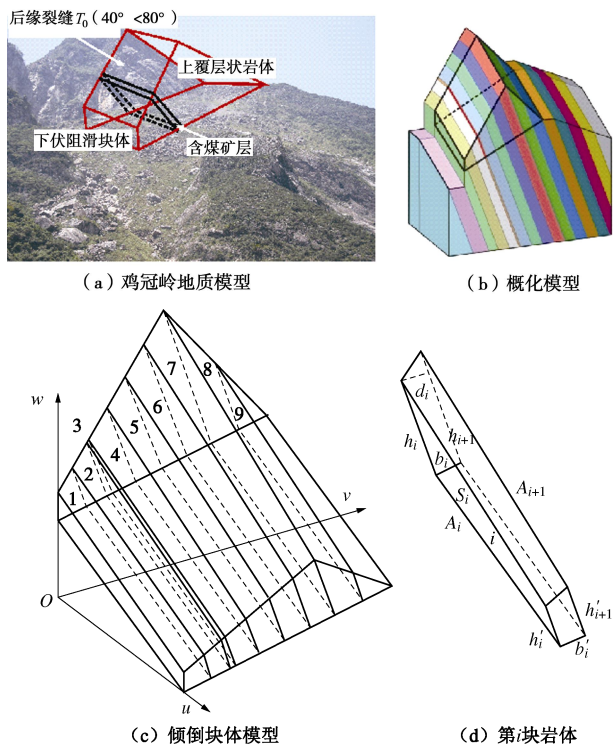 后缘裂缝T₀(40° <80°)
上覆层状岩体
下伏阻滑块体
含煤矿层
(a) 鸡冠岭地质模型
(b) 概化模型
w
8
7
6
9
5
3
4
2
1
v
O
u
(c) 倾倒块体模型
dᵢ
hᵢ
hᵢ₊₁
bᵢ
Sᵢ
Aᵢ₊₁
Aᵢ
i
h′ᵢ₊₁
h′ᵢ
b′ᵢ
(d) 第i块岩体